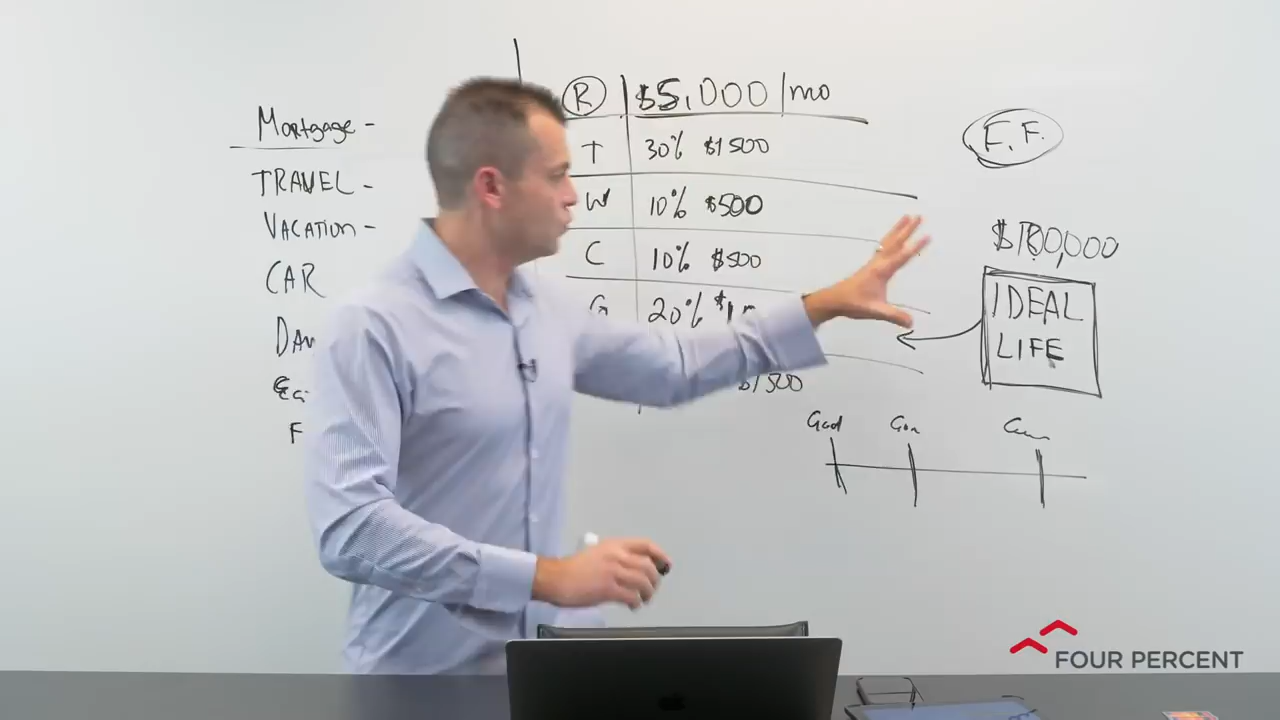 Mortgage -
TRAVEL -
VACATION -
CAR
F
R $5,000 /mo
T 30% $1500
W 10% $500
C 10% $500
G 20%
$1500
F.F.
IDEAL
LIFE
FOUR PERCENT